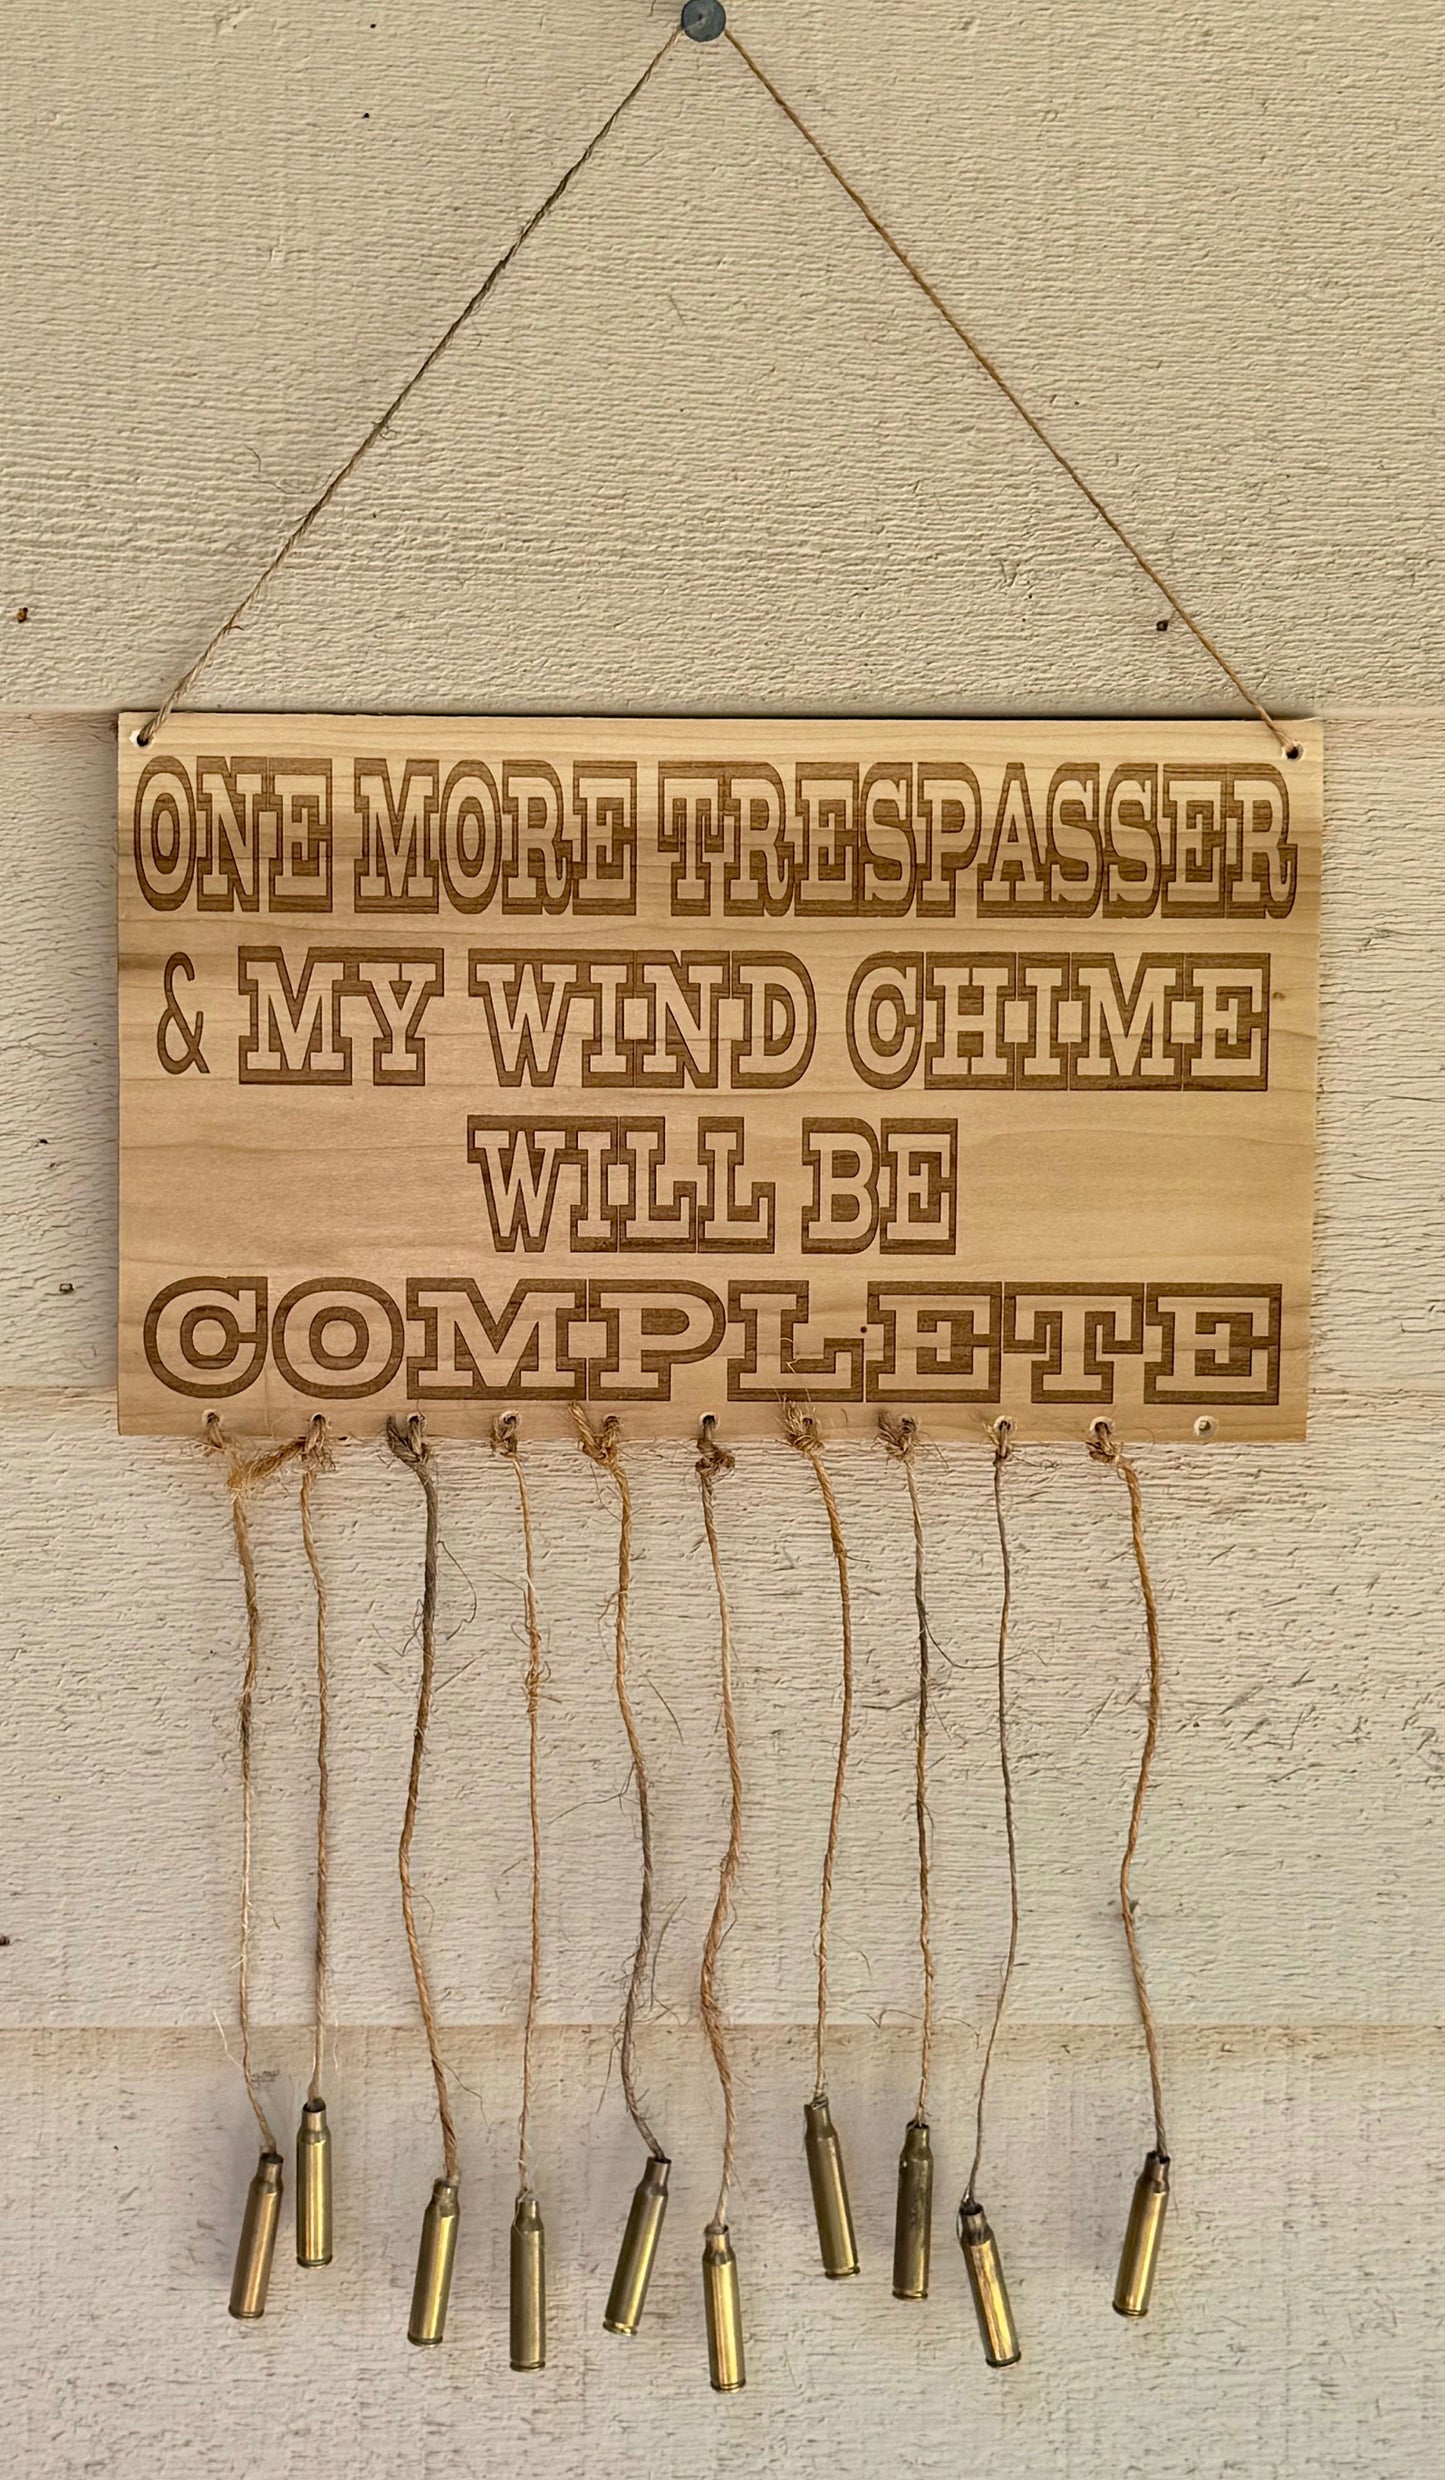 ONE MORE TRESPASSER
& MY WIND CHIME
WILL BE
COMPLETE